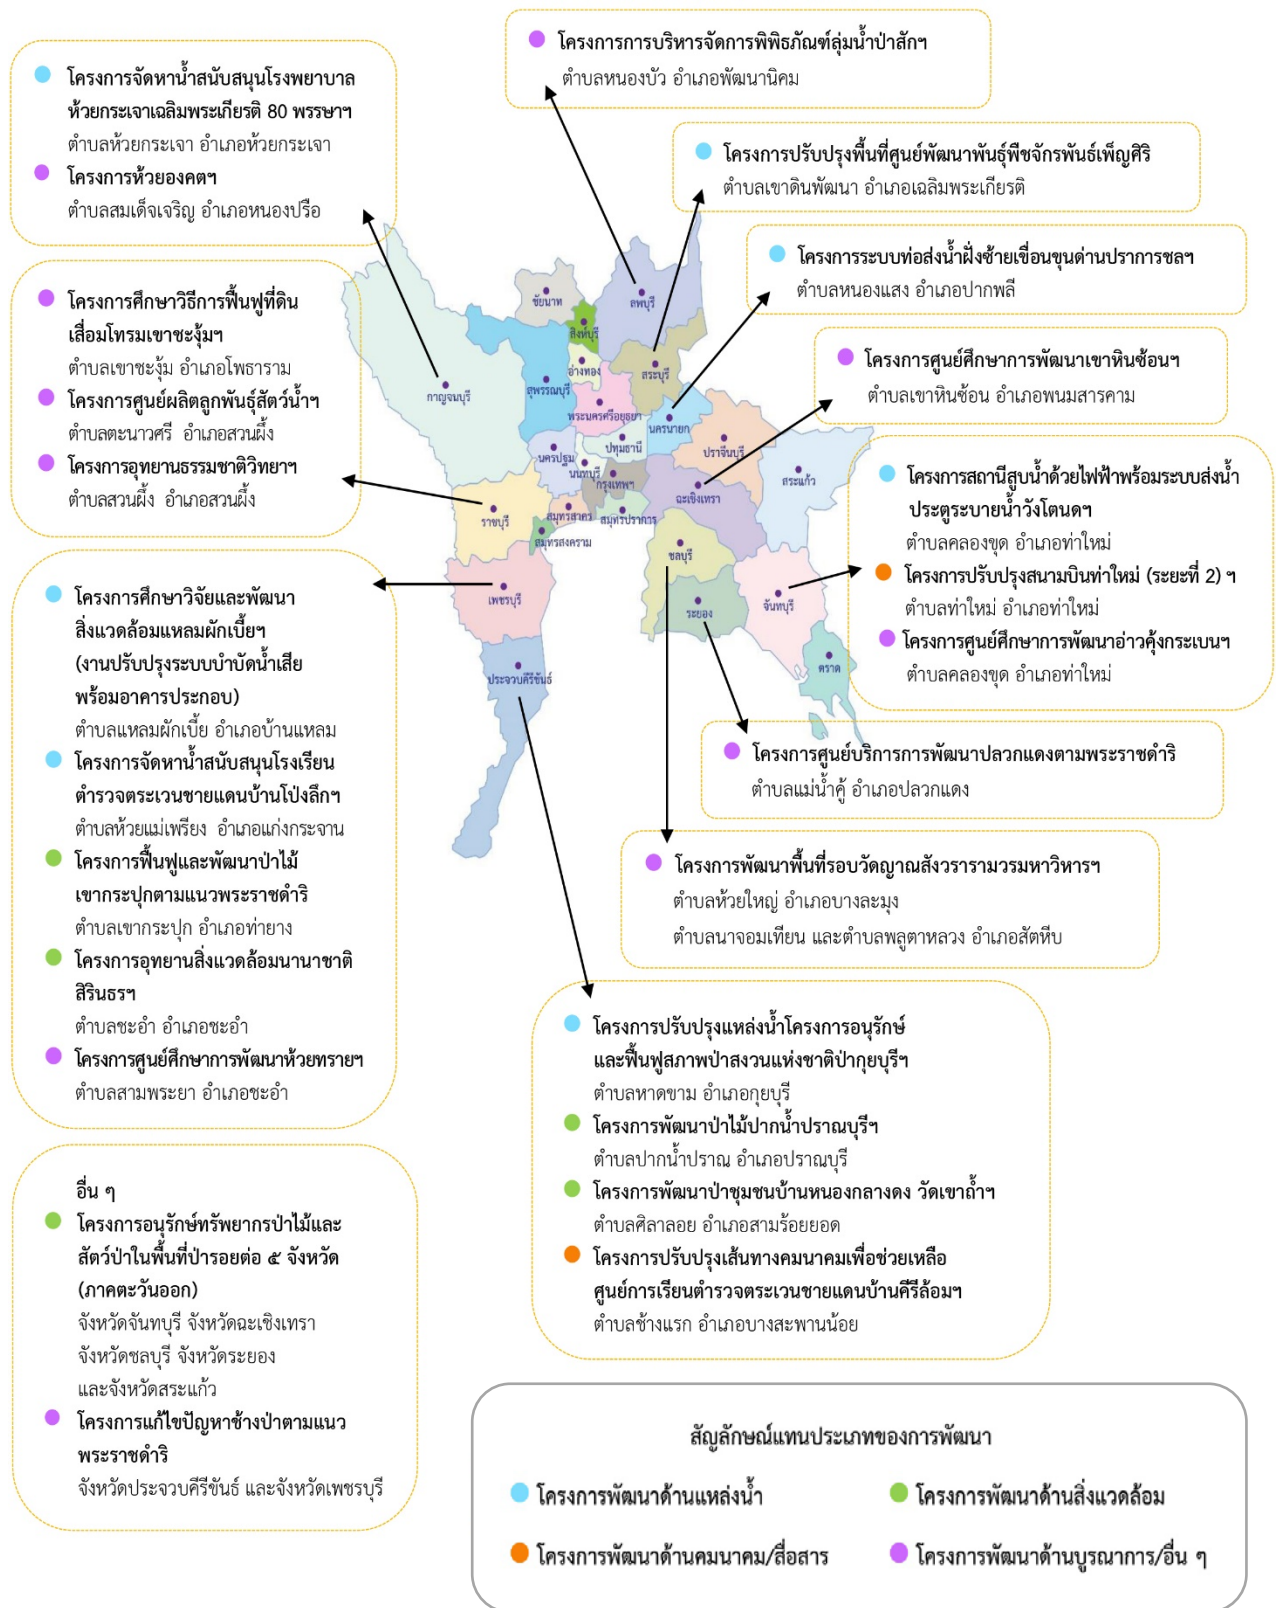 โครงการการบริหารจัดการพิพิธภัณฑ์ลุ่มน้ำป่าสักฯ
ตำบลหนองบัว อำเภอพัฒนานิคม
โครงการจัดหาน้ำสนับสนุนโรงพยาบาล
ห้วยกระเจาเฉลิมพระเกียรติ 80 พรรษาฯ
ตำบลห้วยกระเจา อำเภอห้วยกระเจา
โครงการห้วยองคตฯ
ตำบลสมเด็จเจริญ อำเภอหนองปรือ
โครงการปรับปรุงพื้นที่ศูนย์พัฒนาพันธุ์พืชจักรพันธ์เพ็ญศิริ
ตำบลเขาดินพัฒนา อำเภอเฉลิมพระเกียรติ
โครงการระบบท่อส่งน้ำฝั่งซ้ายเขื่อนขุนด่านปราการชลฯ
ตำบลหนองแสง อำเภอปากพลี
โครงการศึกษาวิธีการฟื้นฟูที่ดิน
เสื่อมโทรมเขาชะงุ้มฯ
ตำบลเขาชะงุ้ม อำเภอโพธาราม
โครงการศูนย์ผลิตลูกพันธุ์สัตว์น้ำฯ
ตำบลตะนาวศรี อำเภอสวนผึ้ง
โครงการอุทยานธรรมชาติวิทยาฯ
ตำบลสวนผึ้ง อำเภอสวนผึ้ง
โครงการศูนย์ศึกษาการพัฒนาเขาหินซ้อนฯ
ตำบลเขาหินซ้อน อำเภอพนมสารคาม
โครงการสถานีสูบน้ำด้วยไฟฟ้าพร้อมระบบส่งน้ำ
ประตูระบายน้ำวังโตนดฯ
ตำบลคลองขุด อำเภอท่าใหม่
โครงการปรับปรุงสนามบินท่าใหม่ (ระยะที่ 2) ฯ
ตำบลท่าใหม่ อำเภอท่าใหม่
โครงการศูนย์ศึกษาการพัฒนาอ่าวคุ้งกระเบนฯ
ตำบลคลองขุด อำเภอท่าใหม่
ชัยนาท
ลพบุรี
สิงห์บุรี
อ่างทอง
สระบุรี
กาญจนบุรี
สุพรรณบุรี
พระนครศรีอยุธยา
นครนายก
ปราจีนบุรี
ปทุมธานี
นครปฐม
นนทบุรี
กรุงเทพฯ
ฉะเชิงเทรา
สระแก้ว
ราชบุรี
สมุทรสาคร
สมุทรปราการ
สมุทรสงคราม
ชลบุรี
เพชรบุรี
ระยอง
จันทบุรี
ตราด
ประจวบคีรีขันธ์
โครงการศึกษาวิจัยและพัฒนา
สิ่งแวดล้อมแหลมผักเบี้ยฯ
(งานปรับปรุงระบบบำบัดน้ำเสีย
พร้อมอาคารประกอบ)
ตำบลแหลมผักเบี้ย อำเภอบ้านแหลม
โครงการจัดหาน้ำสนับสนุนโรงเรียน
ตำรวจตระเวนชายแดนบ้านโป่งลึกฯ
ตำบลห้วยแม่เพรียง อำเภอแก่งกระจาน
โครงการฟื้นฟูและพัฒนาป่าไม้
เขากระปุกตามแนวพระราชดำริ
ตำบลเขากระปุก อำเภอท่ายาง
โครงการอุทยานสิ่งแวดล้อมนานาชาติ
สิรินธรฯ
ตำบลชะอำ อำเภอชะอำ
โครงการศูนย์ศึกษาการพัฒนาห้วยทรายฯ
ตำบลสามพระยา อำเภอชะอำ
โครงการศูนย์บริการการพัฒนาปลวกแดงตามพระราชดำริ
ตำบลแม่น้ำคู้ อำเภอปลวกแดง
โครงการพัฒนาพื้นที่รอบวัดญาณสังวรารามวรมหาวิหารฯ
ตำบลห้วยใหญ่ อำเภอบางละมุง
ตำบลนาจอมเทียน และตำบลพลูตาหลวง อำเภอสัตหีบ
โครงการปรับปรุงแหล่งน้ำโครงการอนุรักษ์
และฟื้นฟูสภาพป่าสงวนแห่งชาติป่ากุยบุรีฯ
ตำบลหาดขาม อำเภอกุยบุรี
โครงการพัฒนาป่าไม้ปากน้ำปราณบุรีฯ
ตำบลปากน้ำปราณ อำเภอปราณบุรี
โครงการพัฒนาป่าชุมชนบ้านหนองกลางดง วัดเขาถ้ำฯ
ตำบลศิลาลอย อำเภอสามร้อยยอด
โครงการปรับปรุงเส้นทางคมนาคมเพื่อช่วยเหลือ
ศูนย์การเรียนตำรวจตระเวนชายแดนบ้านคีรีล้อมฯ
ตำบลช้างแรก อำเภอบางสะพานน้อย
อื่น ๆ
โครงการอนุรักษ์ทรัพยากรป่าไม้และ
สัตว์ป่าในพื้นที่ป่ารอยต่อ ๕ จังหวัด
(ภาคตะวันออก)
จังหวัดจันทบุรี จังหวัดฉะเชิงเทรา
จังหวัดชลบุรี จังหวัดระยอง
และจังหวัดสระแก้ว
โครงการแก้ไขปัญหาช้างป่าตามแนว
พระราชดำริ
จังหวัดประจวบคีรีขันธ์ และจังหวัดเพชรบุรี
สัญลักษณ์แทนประเภทของการพัฒนา
โครงการพัฒนาด้านแหล่งน้ำ
โครงการพัฒนาด้านสิ่งแวดล้อม
โครงการพัฒนาด้านคมนาคม/สื่อสาร
โครงการพัฒนาด้านบูรณาการ/อื่น ๆ